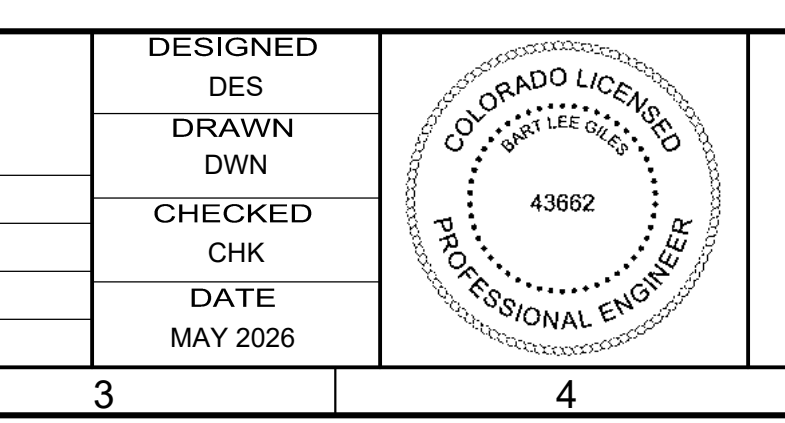 DESIGNED
DES
DRAWN
DWN
CHECKED
CHK
DATE
MAY 2026
COLORADO LICENSED
BART LEE GILES
43662
PROFESSIONAL ENGINEER
3
4